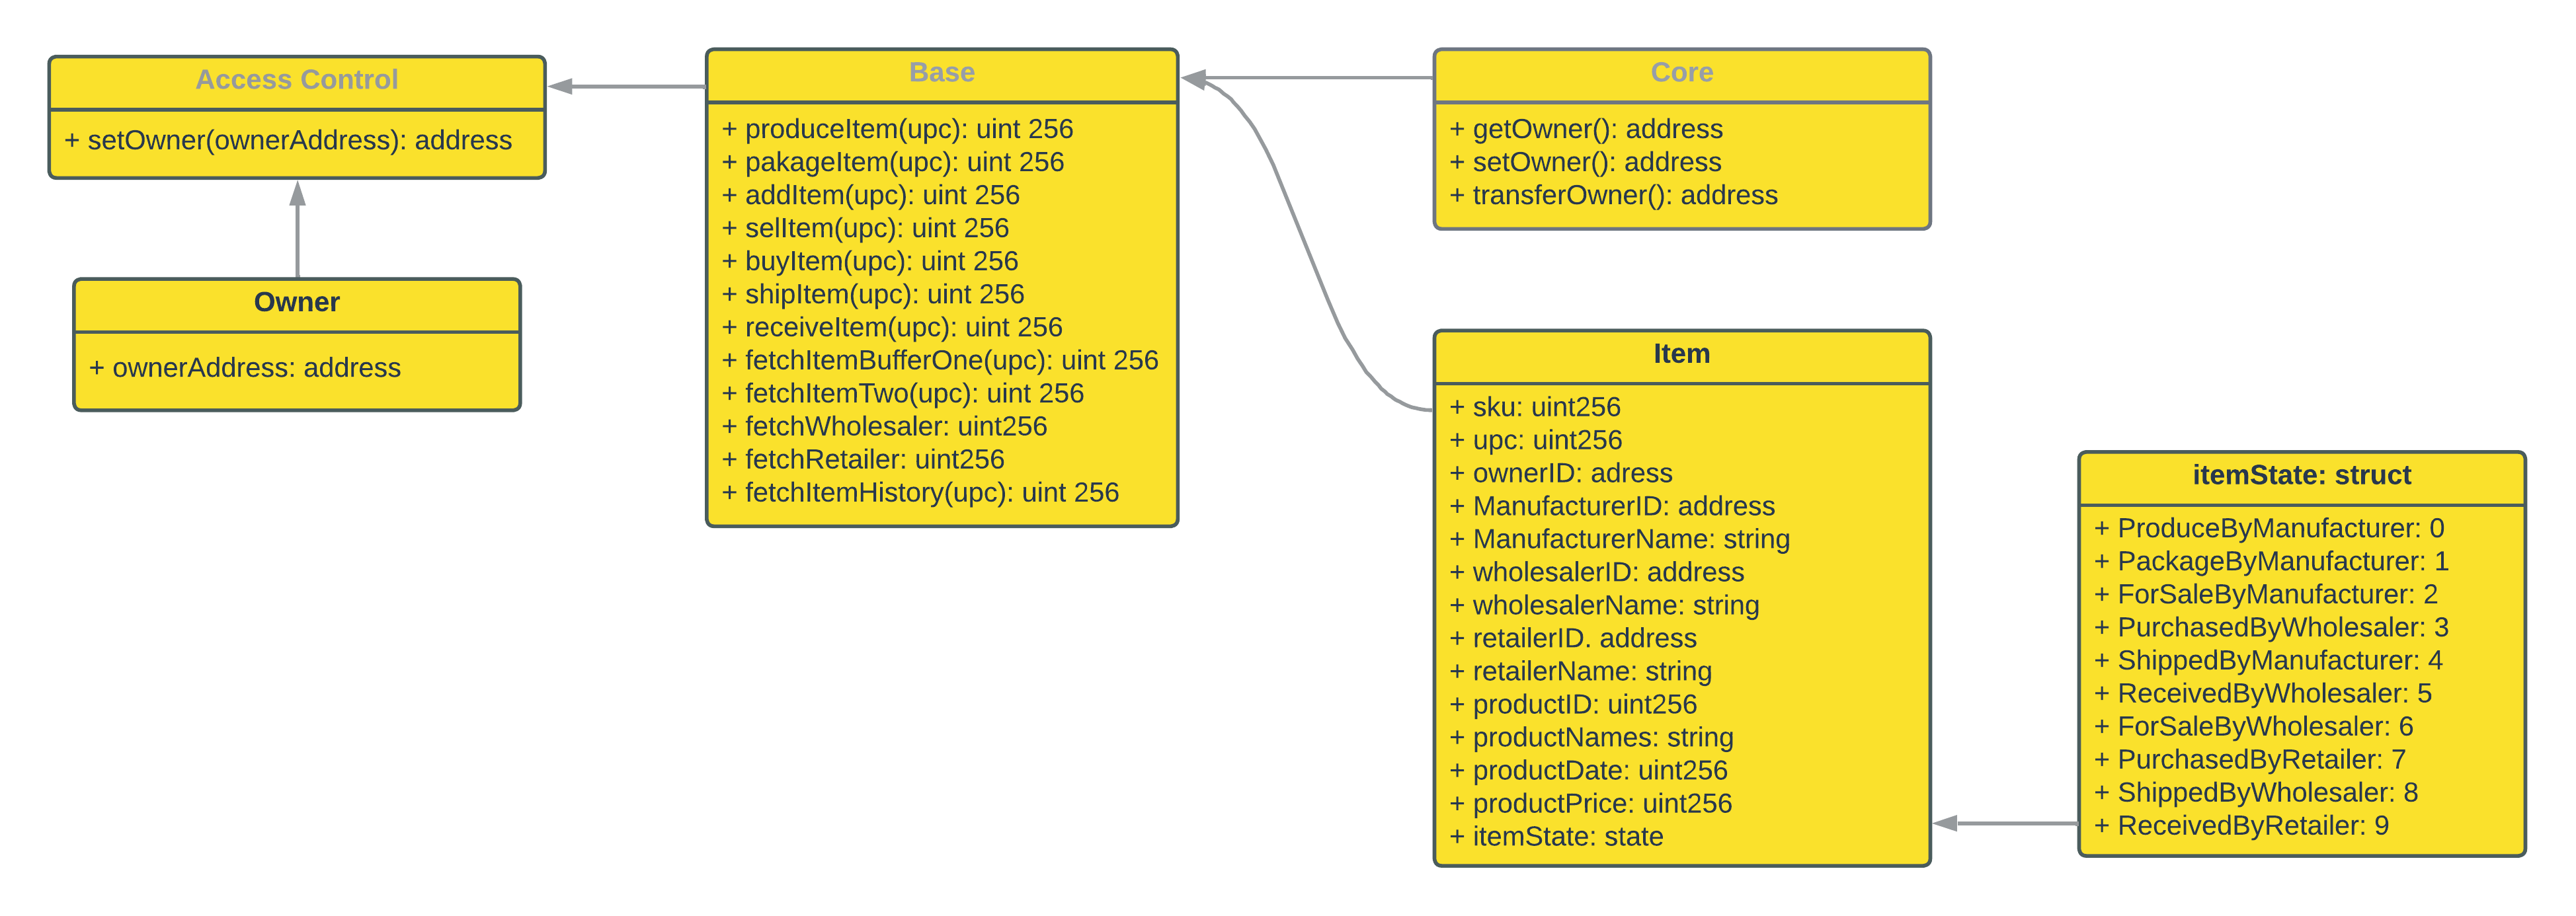 Access Control
+ setOwner(ownerAddress): address
Owner
+ ownerAddress: address
Base
+ produceItem(upc): uint 256
+ pakageItem(upc): uint 256
+ addItem(upc): uint 256
+ selItem(upc): uint 256
+ buyItem(upc): uint 256
+ shipItem(upc): uint 256
+ receiveItem(upc): uint 256
+ fetchItemBufferOne(upc): uint 256
+ fetchItemTwo(upc): uint 256
+ fetchWholesaler: uint256
+ fetchRetailer: uint256
+ fetchItemHistory(upc): uint 256
Core
+ getOwner(): address
+ setOwner(): address
+ transferOwner(): address
Item
+ sku: uint256
+ upc: uint256
+ ownerID: adress
+ ManufacturerID: address
+ ManufacturerName: string
+ wholesalerID: address
+ wholesalerName: string
+ retailerID. address
+ retailerName: string
+ productID: uint256
+ productNames: string
+ productDate: uint256
+ productPrice: uint256
+ itemState: state
itemState: struct
+ ProduceByManufacturer: 0
+ PackageByManufacturer: 1
+ ForSaleByManufacturer: 2
+ PurchasedByWholesaler: 3
+ ShippedByManufacturer: 4
+ ReceivedByWholesaler: 5
+ ForSaleByWholesaler: 6
+ PurchasedByRetailer: 7
+ ShippedByWholesaler: 8
+ ReceivedByRetailer: 9